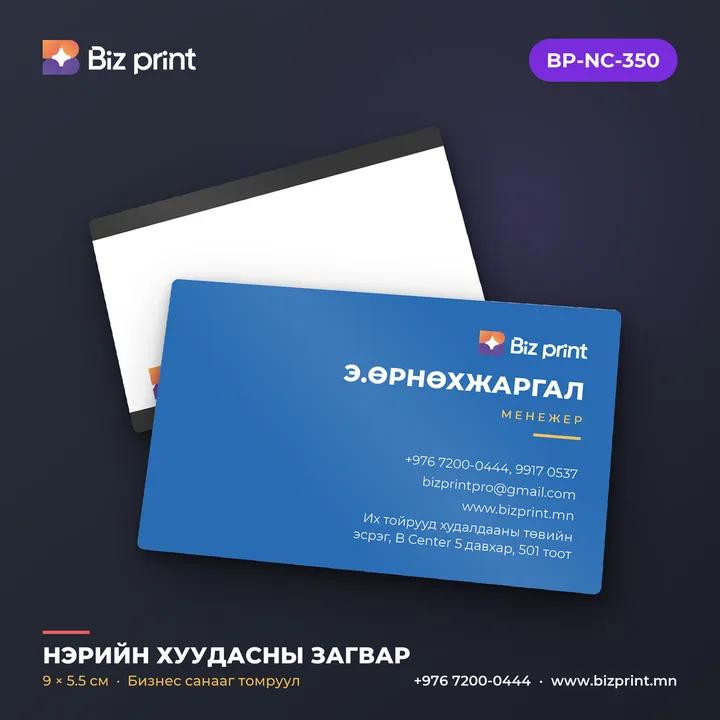 Biz print
BP-NC-350
Biz print
Э.ӨРНӨХЖАРГАЛ
МЕНЕЖЕР
+976 7200-0444, 9917 0537
bizprintpro@gmail.com
www.bizprint.mn
Их тойрууд худалдааны төвийн
эсрэг, B Center 5 давхар, 501 тоот
НЭРИЙН ХУУДАСНЫ ЗАГВАР
9 × 5.5 см · Бизнес санааг томруул
+976 7200-0444 · www.bizprint.mn